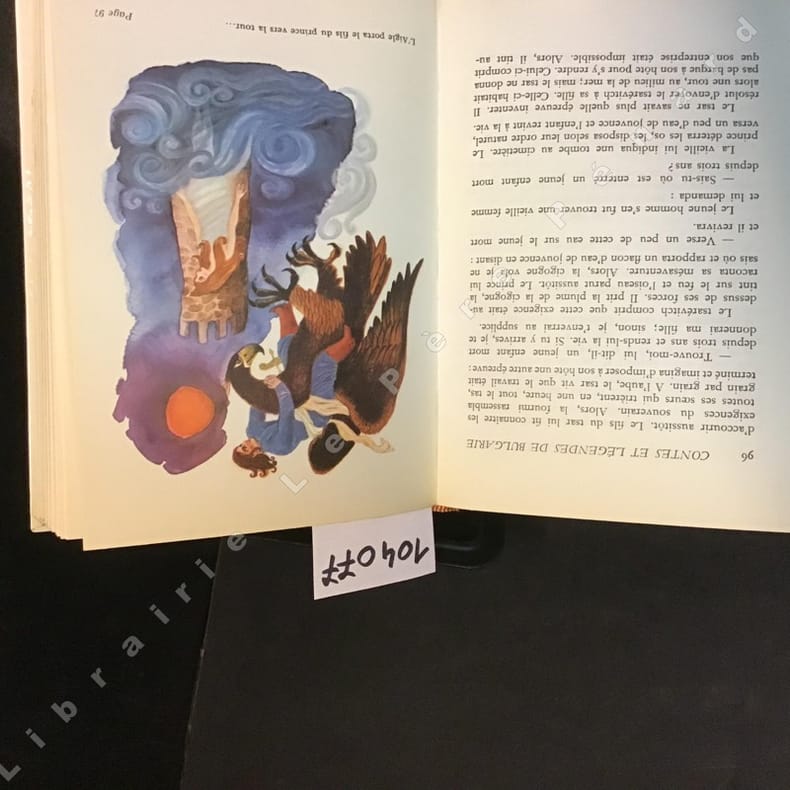 96 CONTES ET LÉGENDES DE BULGARIE
d'accourir aussitôt. Le fils du tsar lui fit connaître les
exigences du souverain. Alors, la fourmi rassembla
toutes ses sœurs qui trièrent, en une heure, tout le tas,
grain par grain. A l'aube, le tsar vit que le travail était
terminé et imagina d'imposer à son hôte une autre épreuve :
— Trouve-moi, lui dit-il, un jeune enfant mort
depuis trois ans et rends-lui la vie. Si tu y arrives, je te
donnerai ma fille; sinon, je t'enverrai au supplice.
Le tsarévitch comprit que cette exigence était au-
dessus de ses forces. Il prit la plume de la cigogne, la
tint sur le feu et l'oiseau parut aussitôt. Le prince lui
raconta sa mésaventure. Alors, la cigogne vola je ne
sais où et rapporta un flacon d'eau de jouvence en disant :
— Verse un peu de cette eau sur le jeune mort
et il revivra.
Le jeune homme s'en fut trouver une vieille femme
et lui demanda :
— Sais-tu où est enterré un jeune enfant mort
depuis trois ans ?
La vieille lui indiqua une tombe au cimetière. Le
prince déterra les os, les disposa selon leur ordre naturel,
versa un peu d'eau de jouvence et l'enfant revint à la vie.
Le tsar ne savait plus quelle épreuve inventer. Il
résolut d'envoyer le tsarévitch à sa fille. Celle-ci habitait
alors une tour, au milieu de la mer; mais le tsar ne donna
pas de barque à son hôte pour s'y rendre. Celui-ci comprit
que son entreprise était impossible. Alors, il tint au-
L'Aigle porta le fils du prince vers la tour...
Page 97
104077
Librairie Le Père Pénard